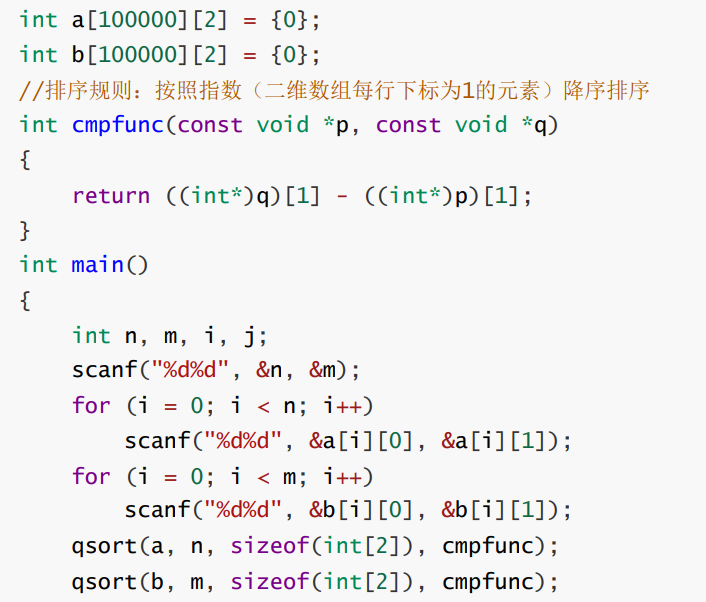 int a[100000][2] = {0};
int b[100000][2] = {0};
//排序规则：按照指数（二维数组每行下标为1的元素）降序排序
int cmpfunc(const void *p, const void *q)
{
    return ((int*)q)[1] - ((int*)p)[1];
}
int main()
{
    int n, m, i, j;
    scanf("%d%d", &n, &m);
    for (i = 0; i < n; i++)
        scanf("%d%d", &a[i][0], &a[i][1]);
    for (i = 0; i < m; i++)
        scanf("%d%d", &b[i][0], &b[i][1]);
    qsort(a, n, sizeof(int[2]), cmpfunc);
    qsort(b, m, sizeof(int[2]), cmpfunc);